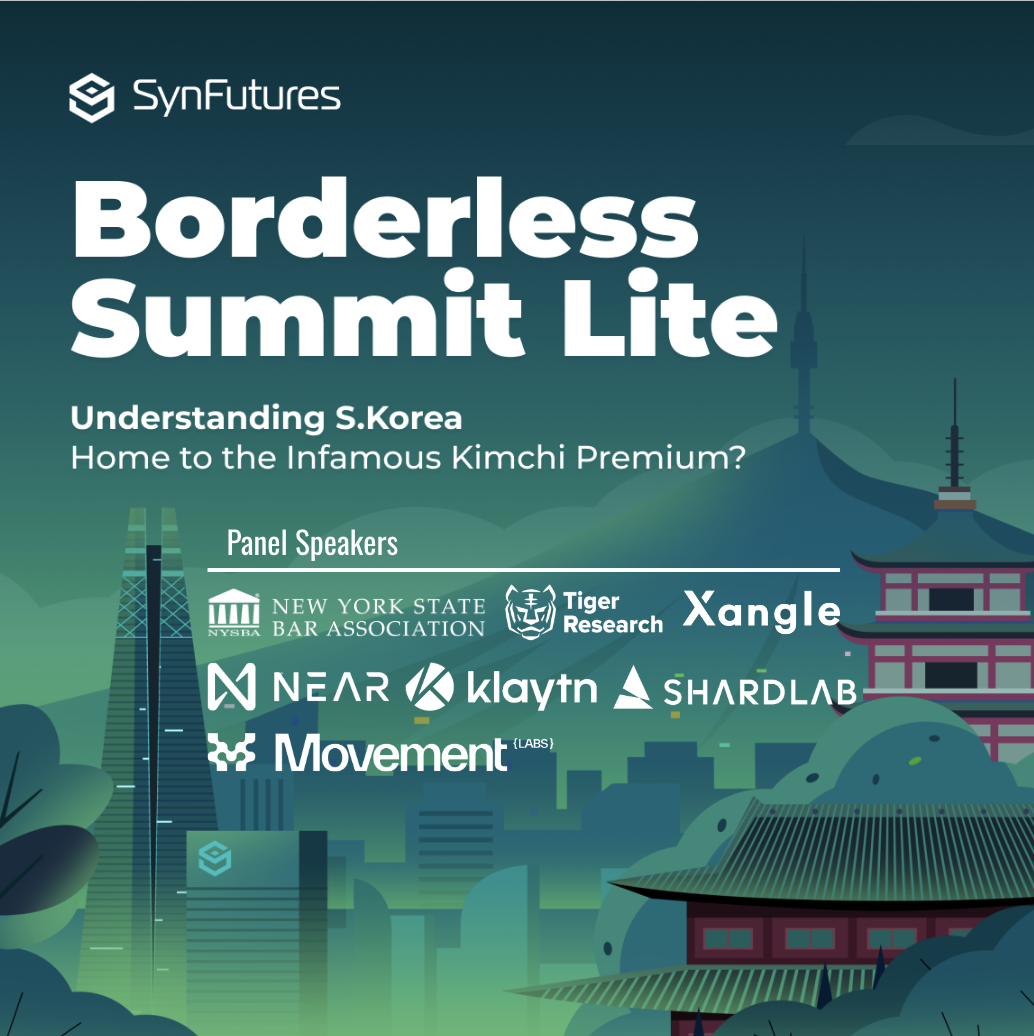 SynFutures
Borderless
Summit Lite
Understanding S.Korea
Home to the Infamous Kimchi Premium?
Panel Speakers
NYSBA
NEW YORK STATE
BAR ASSOCIATION
Tiger
Research
Xangle
NEAR
klaytn
SHARDLAB
Movement {LABS}